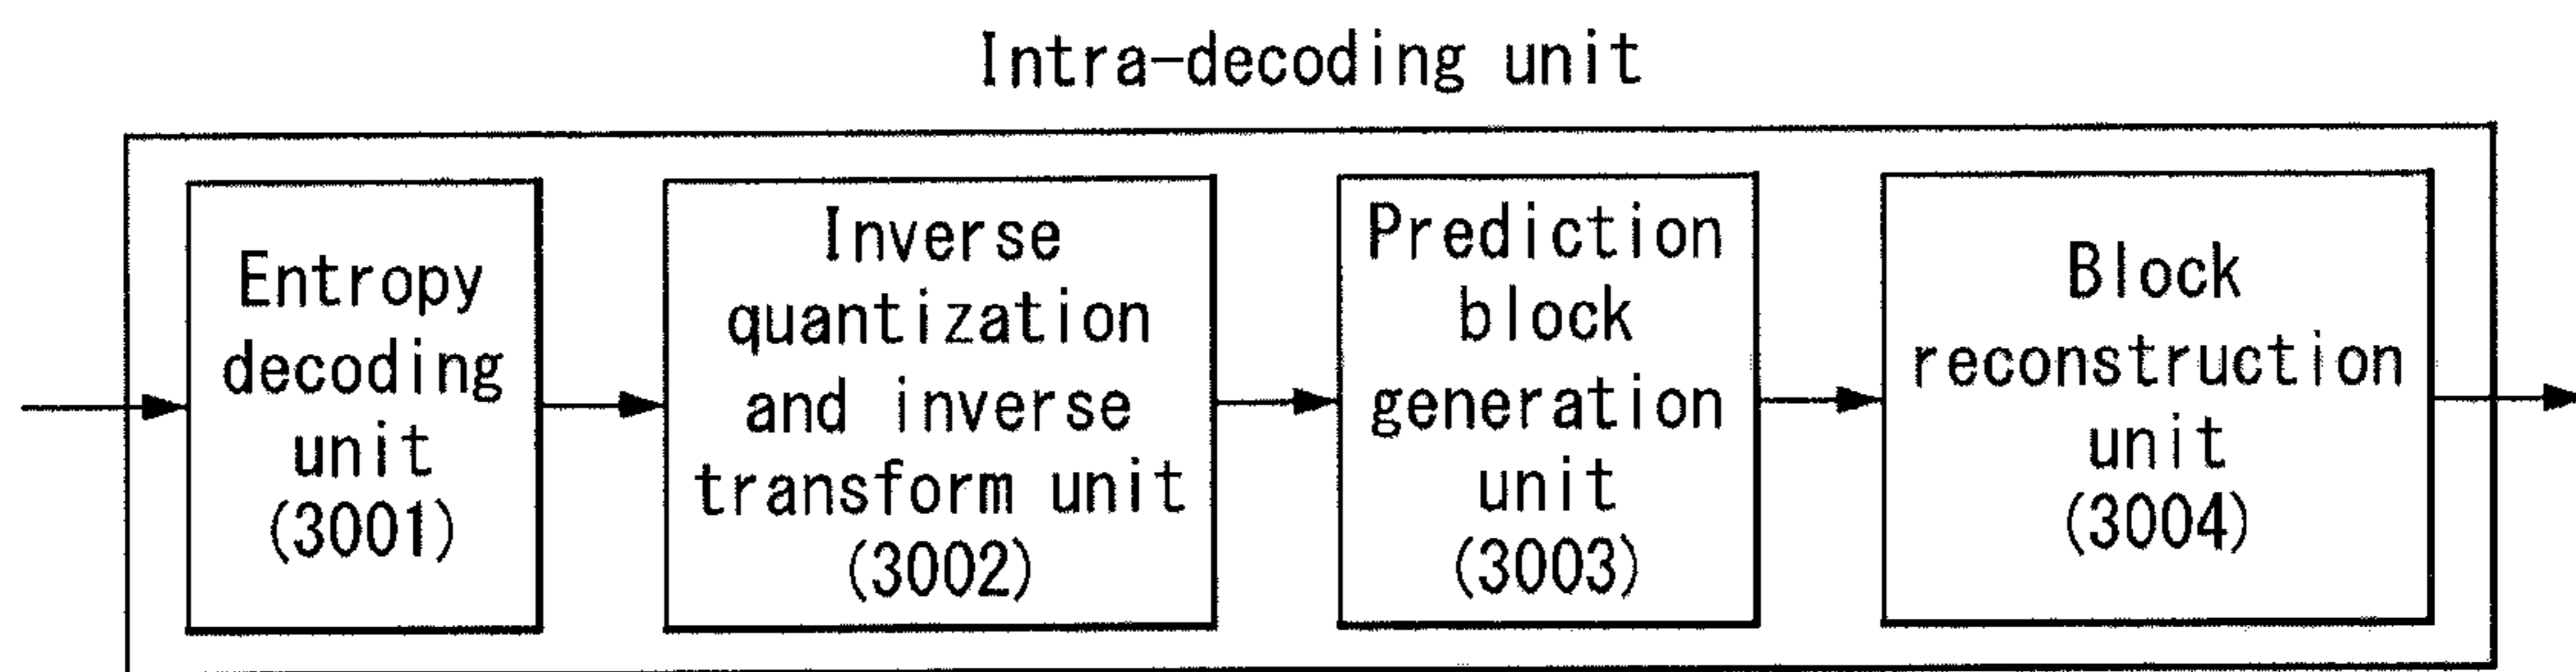 Intra-decoding unit
Entropy
decoding
unit
(3001)
Inverse
quantization
and inverse
transform unit
(3002)
Prediction
block
generation
unit
(3003)
Block
reconstruction
unit
(3004)